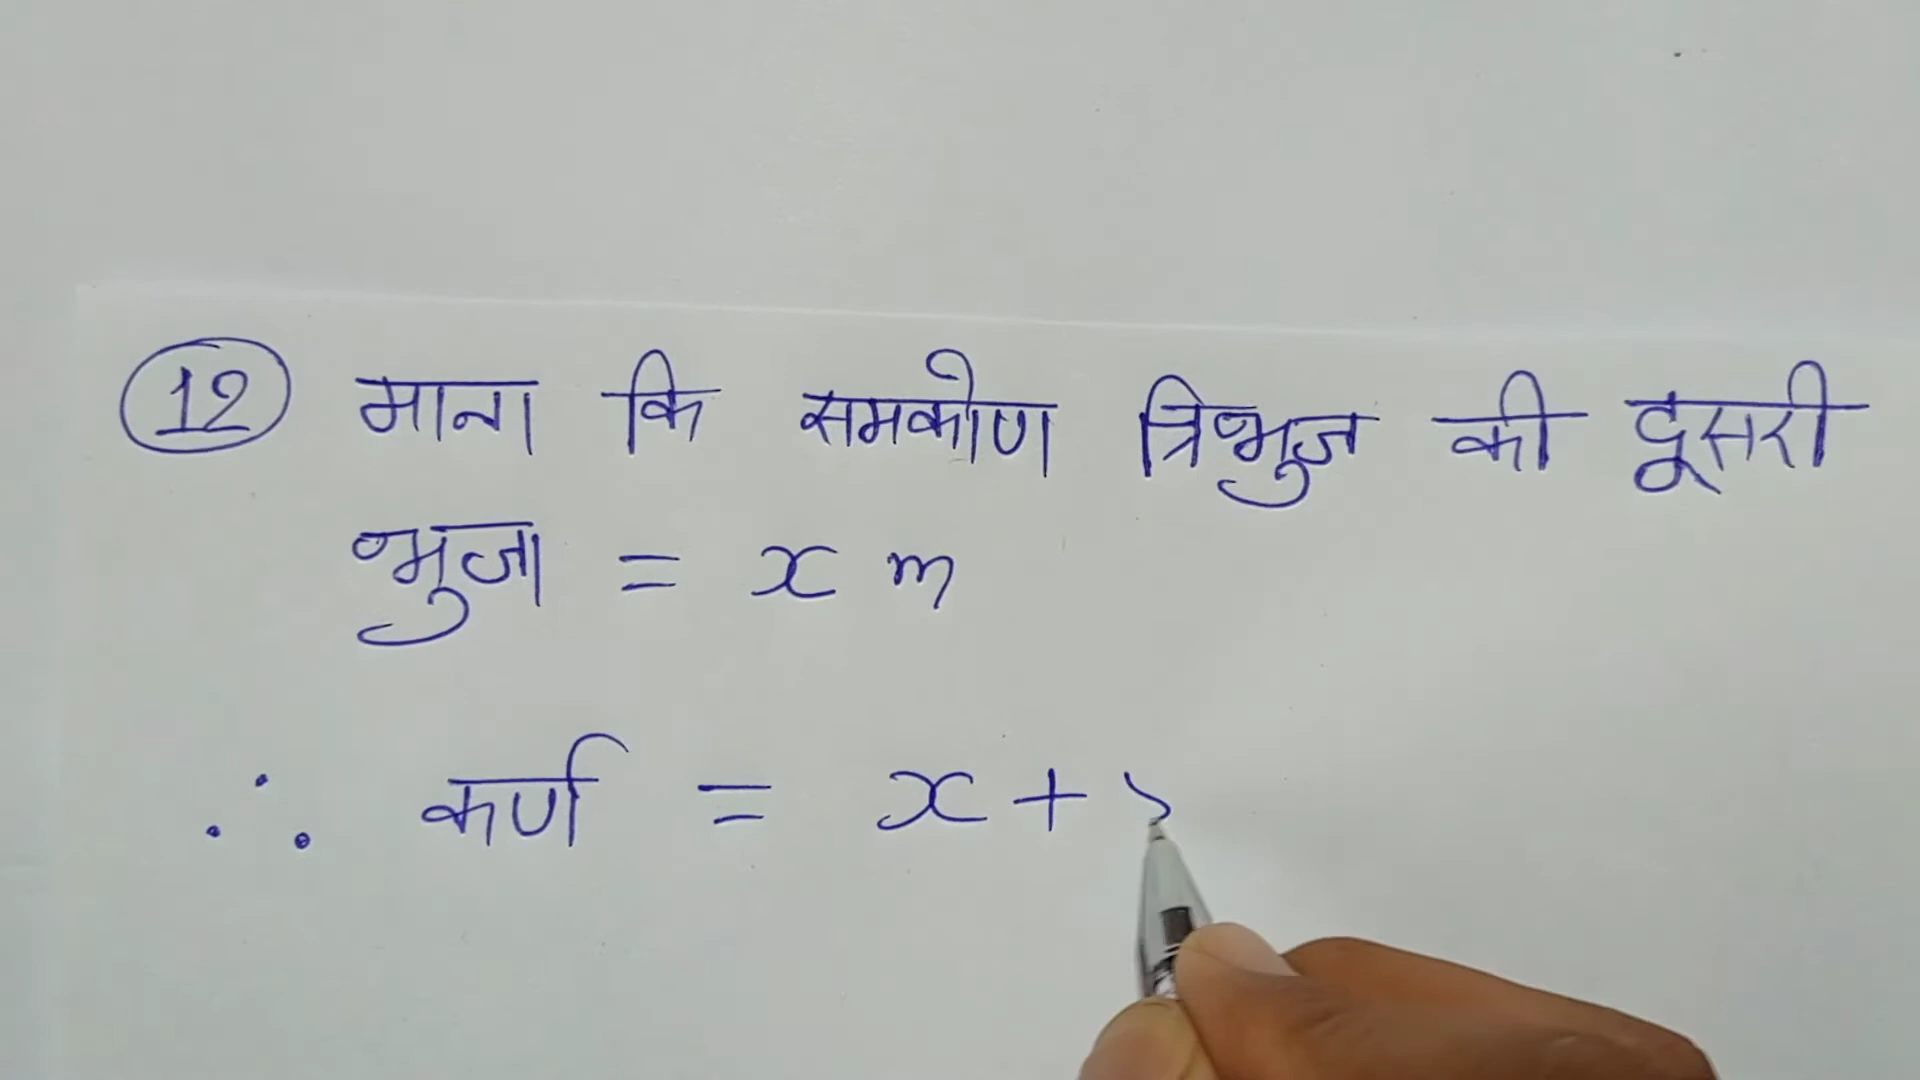 12 माना कि समकोण त्रिभुज की दूसरी
भुजा = x m
∴ कर्ण = x +